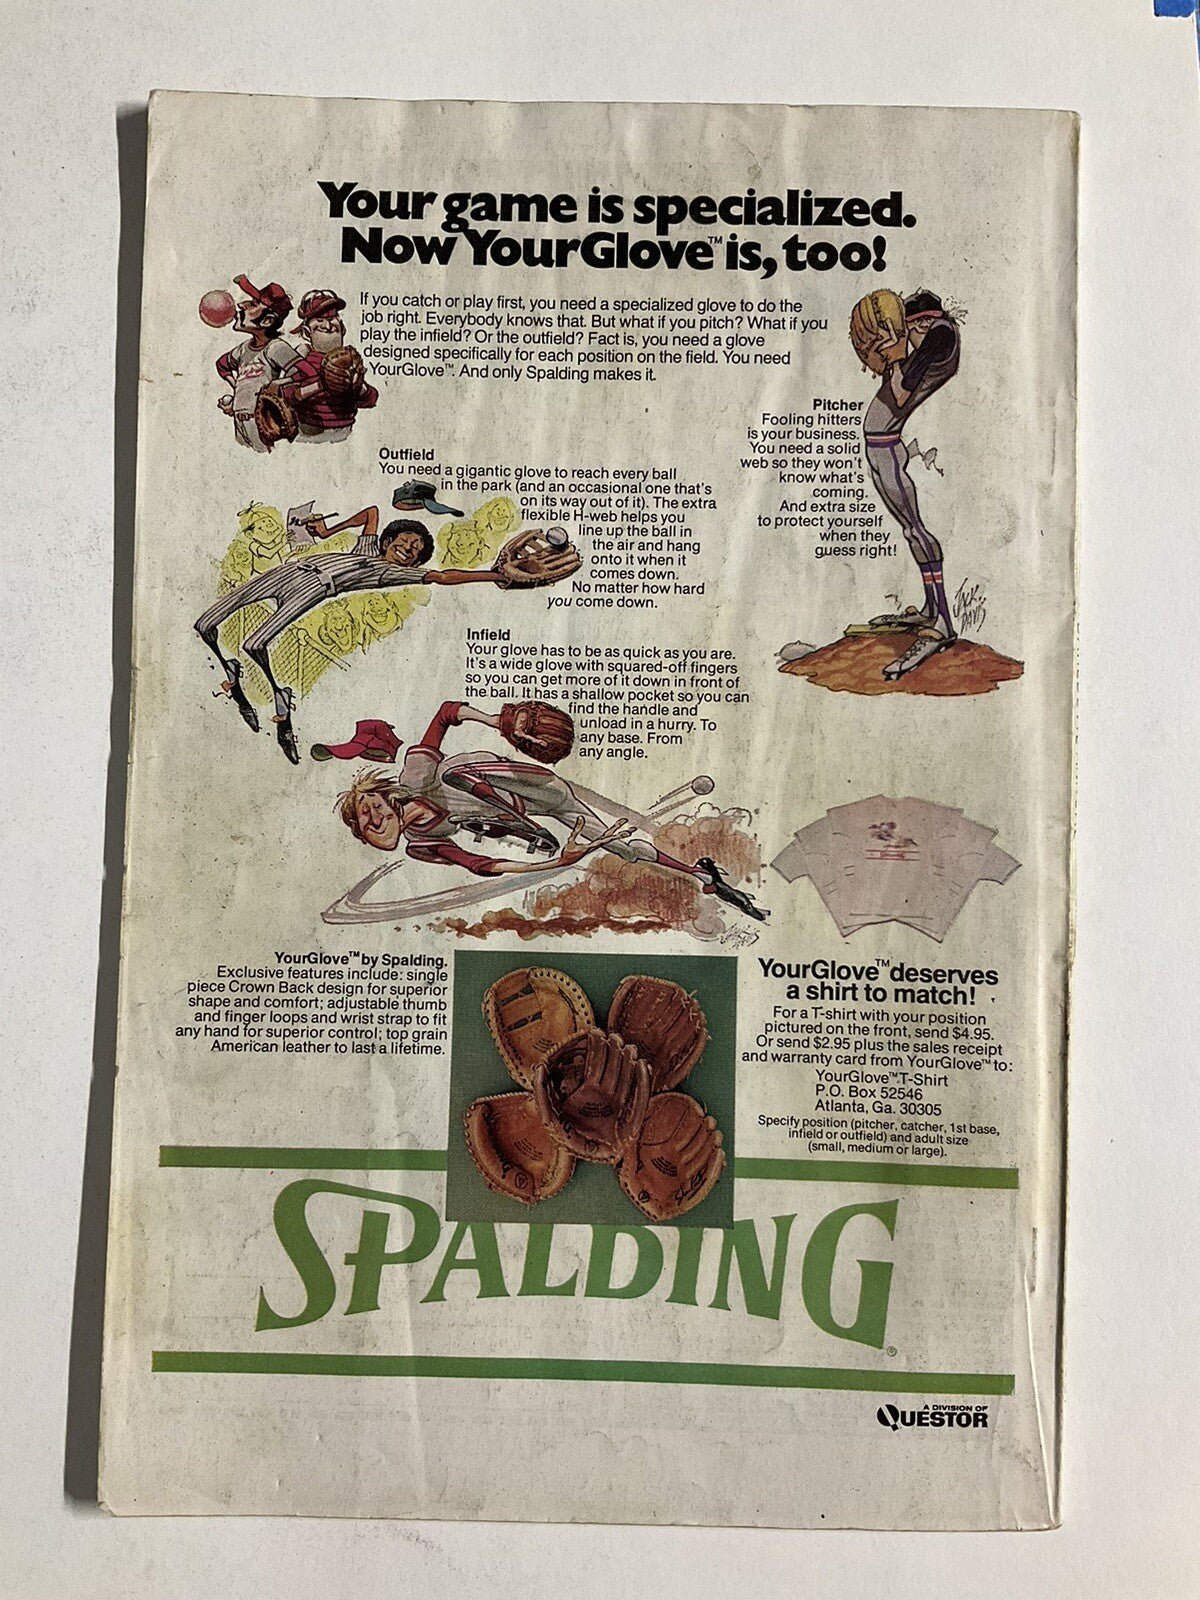 Your game is specialized.
Now YourGlove™ is, too!
If you catch or play first, you need a specialized glove to do the
job right. Everybody knows that. But what if you pitch? What if you
play the infield? Or the outfield? Fact is, you need a glove
designed specifically for each position on the field. You need
YourGlove™. And only Spalding makes it.
Pitcher
Fooling hitters
is your business.
You need a solid
web so they won't
know what's
coming.
And extra size
to protect yourself
when they
guess right!
JACK
DAVIS
Outfield
You need a gigantic glove to reach every ball
in the park (and an occasional one that's
on its way out of it). The extra
flexible H-web helps you
line up the ball in
the air and hang
onto it when it
comes down.
No matter how hard
you come down.
Infield
Your glove has to be as quick as you are.
It's a wide glove with squared-off fingers
so you can get more of it down in front of
the ball. It has a shallow pocket so you can
find the handle and
unload in a hurry. To
any base. From
any angle.
YourGlove™ by Spalding.
Exclusive features include: single
piece Crown Back design for superior
shape and comfort; adjustable thumb
and finger loops and wrist strap to fit
any hand for superior control; top grain
American leather to last a lifetime.
YourGlove™ deserves
a shirt to match!
For a T-shirt with your position
pictured on the front, send $4.95.
Or send $2.95 plus the sales receipt
and warranty card from YourGlove™ to:
YourGlove™ T-Shirt
P.O. Box 52546
Atlanta, Ga. 30305
Specify position (pitcher, catcher, 1st base,
infield or outfield) and adult size
(small, medium or large).
SPALDING®
A DIVISION OF
QUESTOR